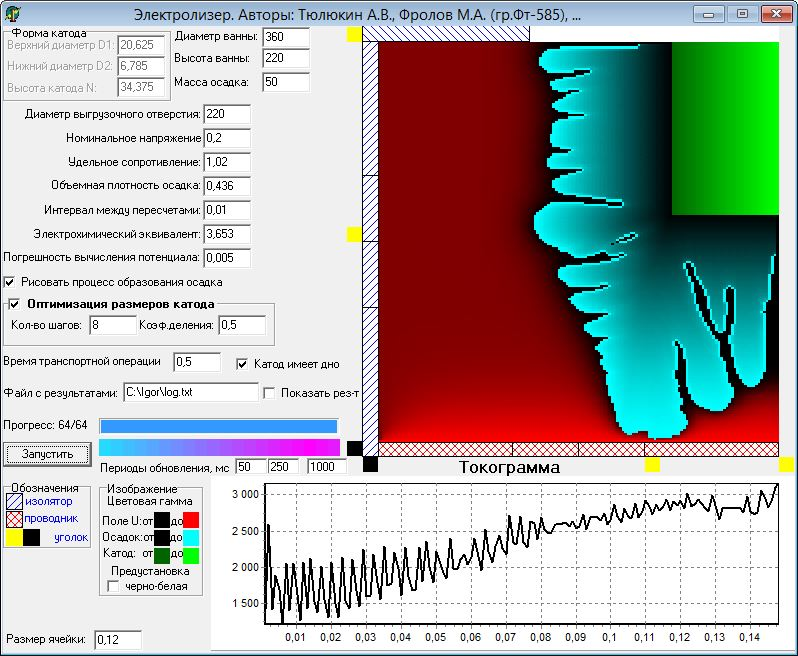 Электролизер. Авторы: Тюлюкин А.В., Фролов М.А. (гр.Фт-585), ...
Форма катода
Верхний диаметр D1: 20,625
Нижний диаметр D2: 6,785
Высота катода N: 34,375
Диаметр ванны: 360
Высота ванны: 220
Масса осадка: 50
Диаметр выгрузочного отверстия: 220
Номинальное напряжение 0,2
Удельное сопротивление: 1,02
Объемная плотность осадка: 0,436
Интервал между пересчетами: 0,01
Электрохимический эквивалент: 3,653
Погрешность вычисления потенциала: 0,005
Рисовать процесс образования осадка
Оптимизация размеров катода
Кол-во шагов: 8 Коэф.деления: 0,5
Время транспортной операции 0,5 Катод имеет дно
Файл с результатами: C:\Igor\log.txt Показать рез-т
Прогресс: 64/64
Запустить
Периоды обновления, мс 50 250 1000
Токограмма
Обозначения
изолятор
проводник
уголок
Изображение
Цветовая гамма
Поле U: от до
Осадок: от до
Катод: от до
Предустановка
черно-белая
Размер ячейки: 0,12
3 000
2 500
2 000
1 500
0,01 0,02 0,03 0,04 0,05 0,06 0,07 0,08 0,09 0,1 0,11 0,12 0,13 0,14